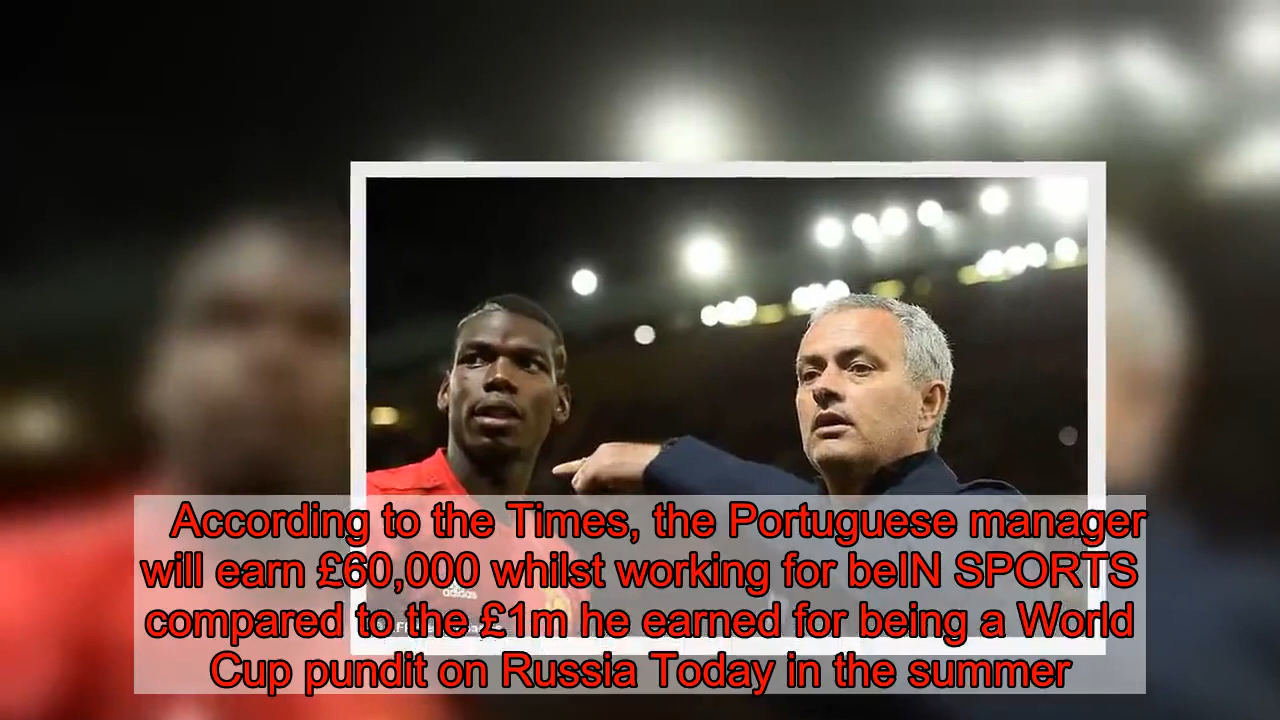 According to the Times, the Portuguese manager
will earn £60,000 whilst working for beIN SPORTS
compared to the £1m he earned for being a World
Cup pundit on Russia Today in the summer
adidas